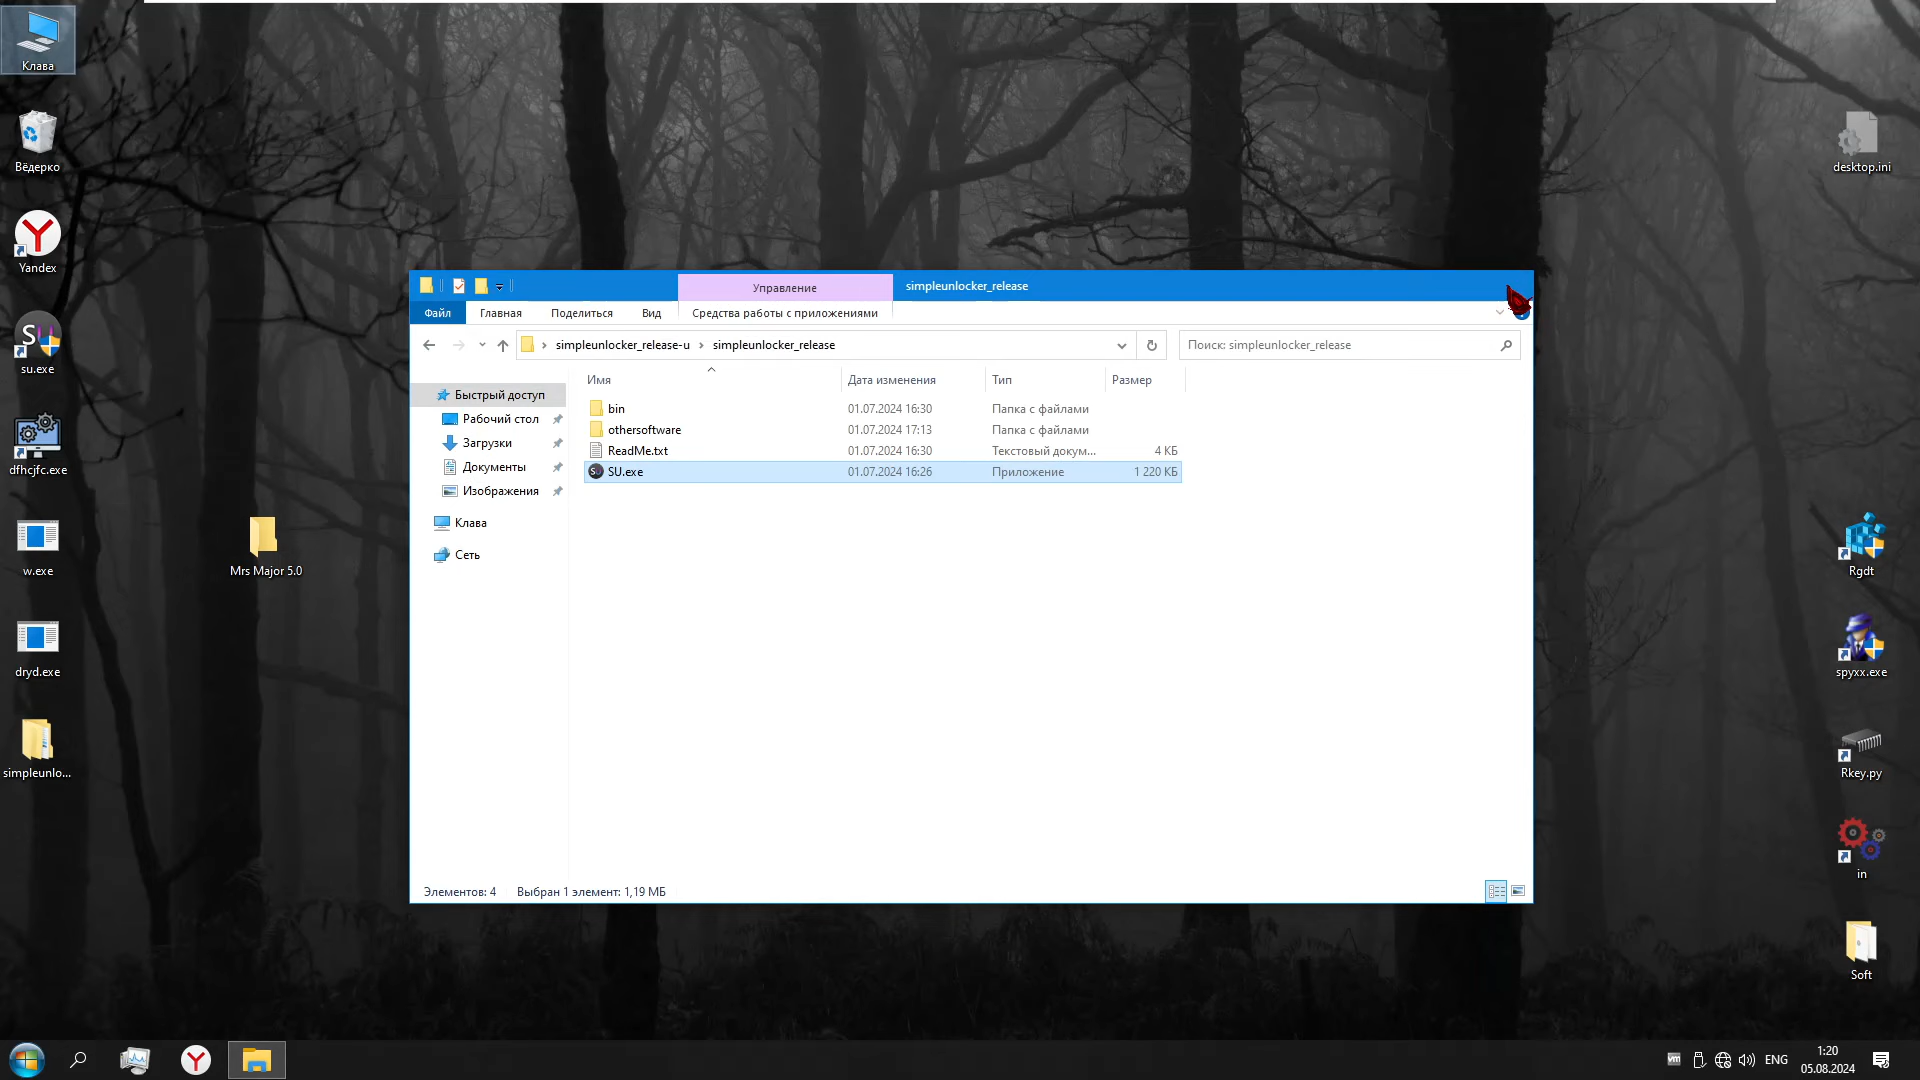 Клава
Вёдерко
Yandex
su.exe
dfhcjfc.exe
w.exe
dryd.exe
simpleunlo...
Mrs Major 5.0
desktop.ini
Rgdt
spyxx.exe
Rkey.py
in
Soft
Управление
simpleunlocker_release
Файл
Главная
Поделиться
Вид
Средства работы с приложениями
simpleunlocker_release-u
simpleunlocker_release
Поиск: simpleunlocker_release
Быстрый доступ
Рабочий стол
Загрузки
Документы
Изображения
Клава
Сеть
Имя Дата изменения Тип Размер
bin 01.07.2024 16:30 Папка с файлами
othersoftware 01.07.2024 17:13 Папка с файлами
ReadMe.txt 01.07.2024 16:30 Текстовый докум... 4 КБ
SU.exe 01.07.2024 16:26 Приложение 1 220 КБ
Элементов: 4 Выбран 1 элемент: 1,19 МБ
vm
ENG
1:20
05.08.2024